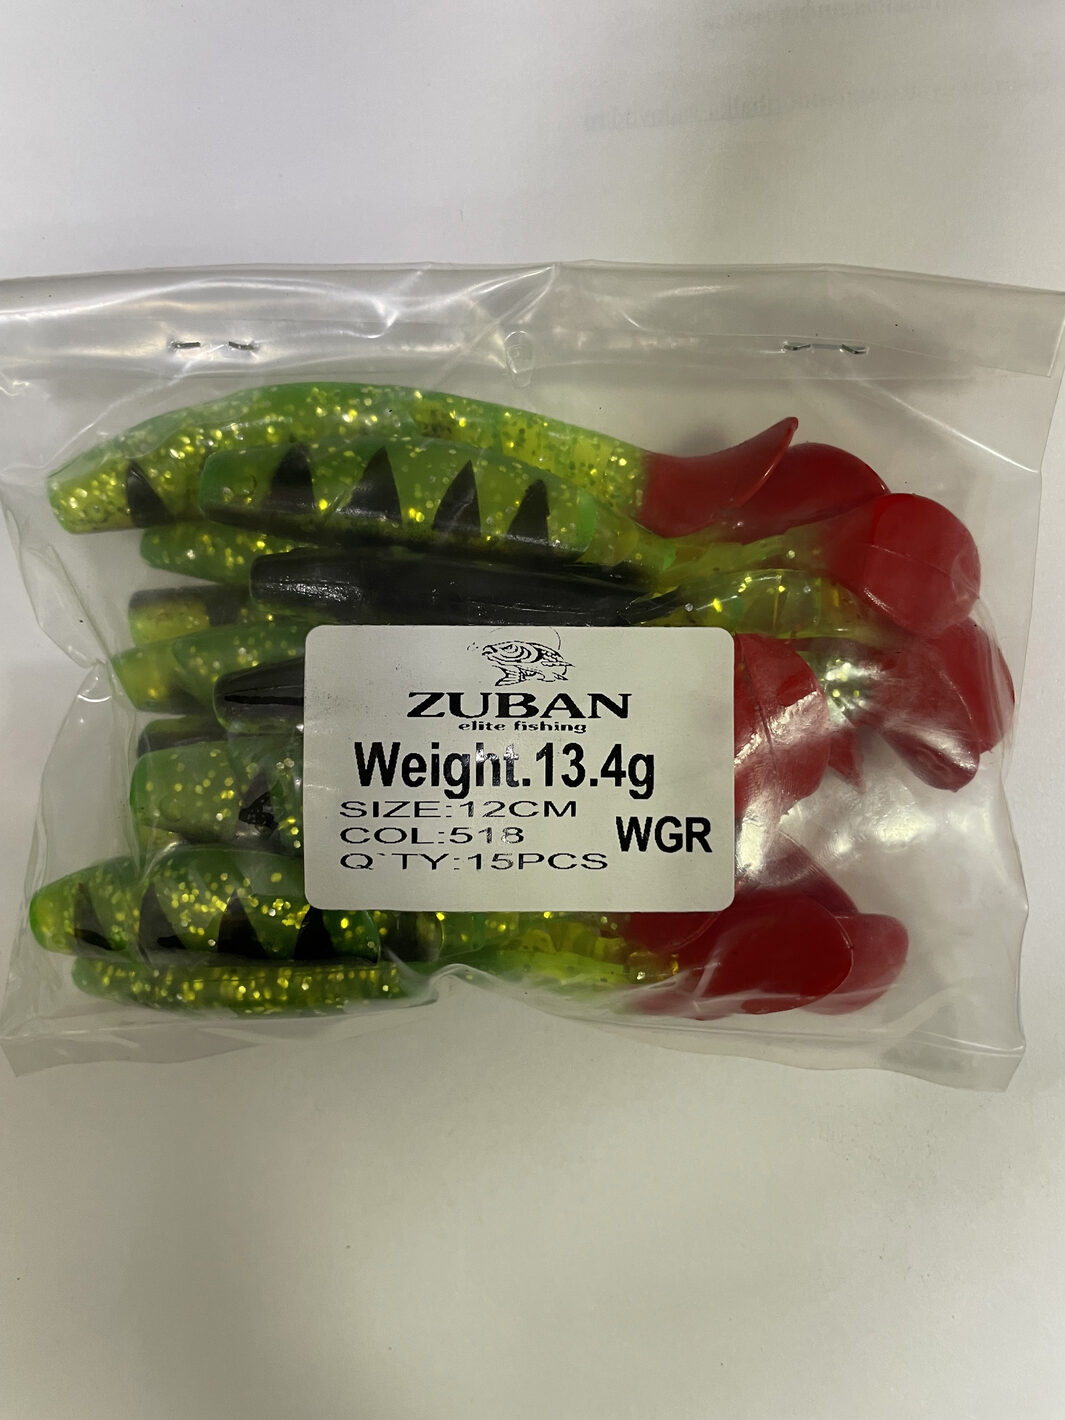 ZUBAN
elite fishing
Weight.13.4g
SIZE:12CM
COL:518
WGR
Q`TY:15PCS